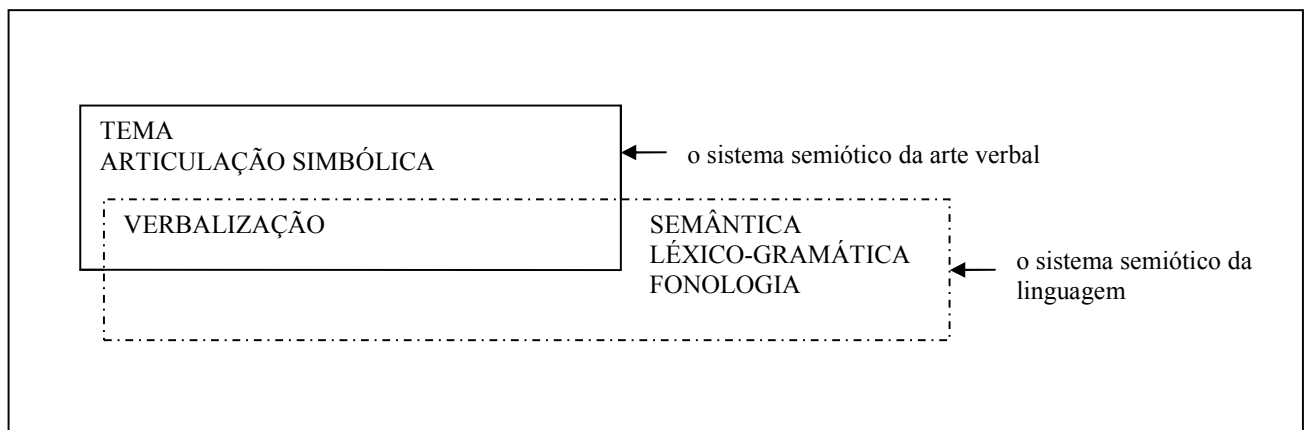 TEMA
ARTICULAÇÃO SIMBÓLICA
o sistema semiótico da arte verbal
VERBALIZAÇÃO
SEMÂNTICA
LÉXICO-GRAMÁTICA
FONOLOGIA
o sistema semiótico da
linguagem